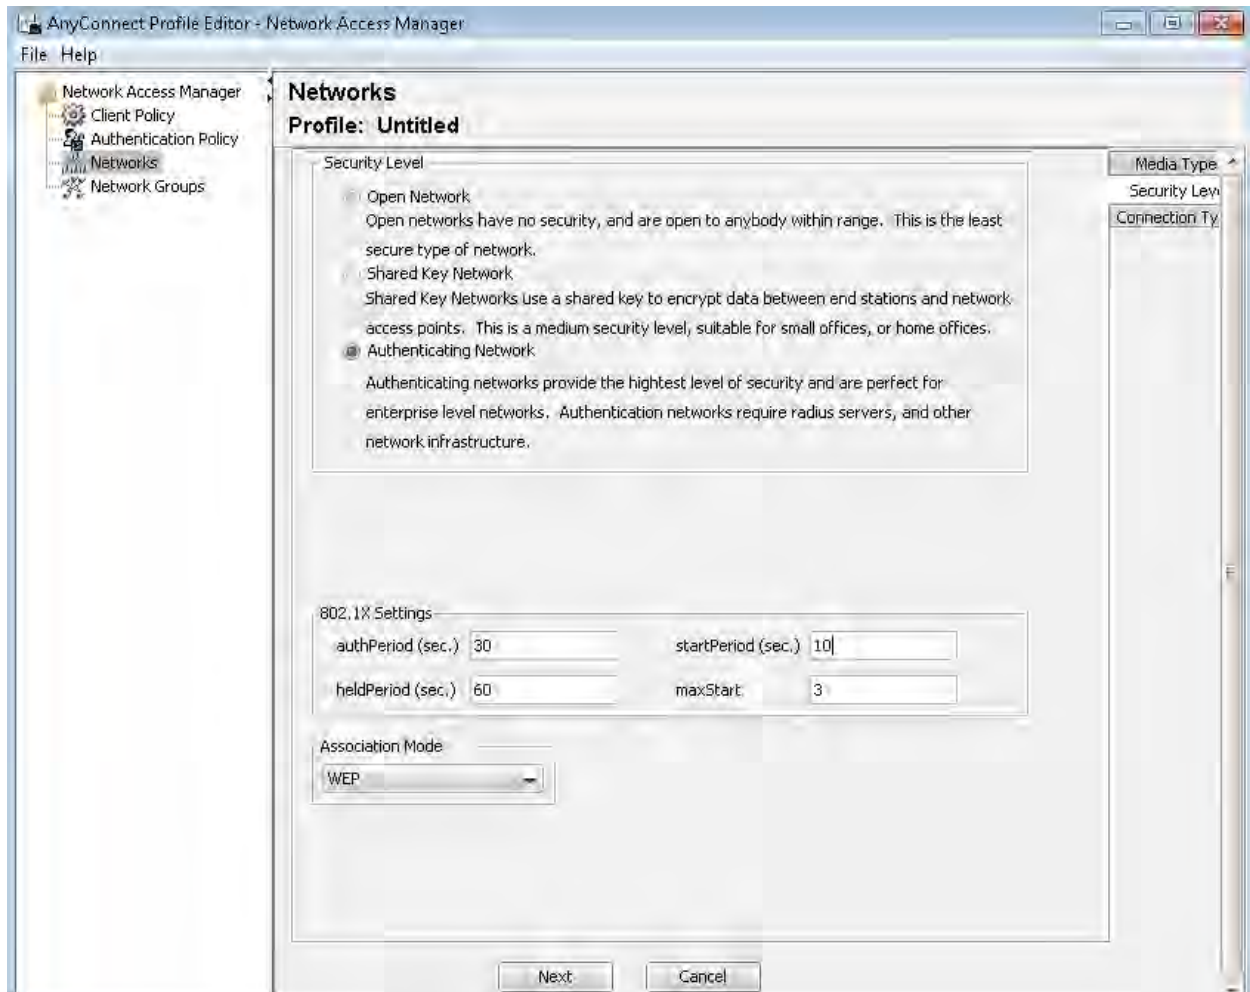 AnyConnect Profile Editor - Network Access Manager
File Help
Network Access Manager
Client Policy
Authentication Policy
Networks
Network Groups
Networks
Profile: Untitled
Security Level
Open Network
Open networks have no security, and are open to anybody within range. This is the least
secure type of network.
Shared Key Network
Shared Key Networks use a shared key to encrypt data between end stations and network
access points. This is a medium security level, suitable for small offices, or home offices.
Authenticating Network
Authenticating networks provide the highest level of security and are perfect for
enterprise level networks. Authentication networks require radius servers, and other
network infrastructure.
802.1X Settings
authPeriod (sec.) 30 startPeriod (sec.) 10
heldPeriod (sec.) 60 maxStart 3
Association Mode
WEP
Media Type
Security Leve
Connection Ty
Next Cancel